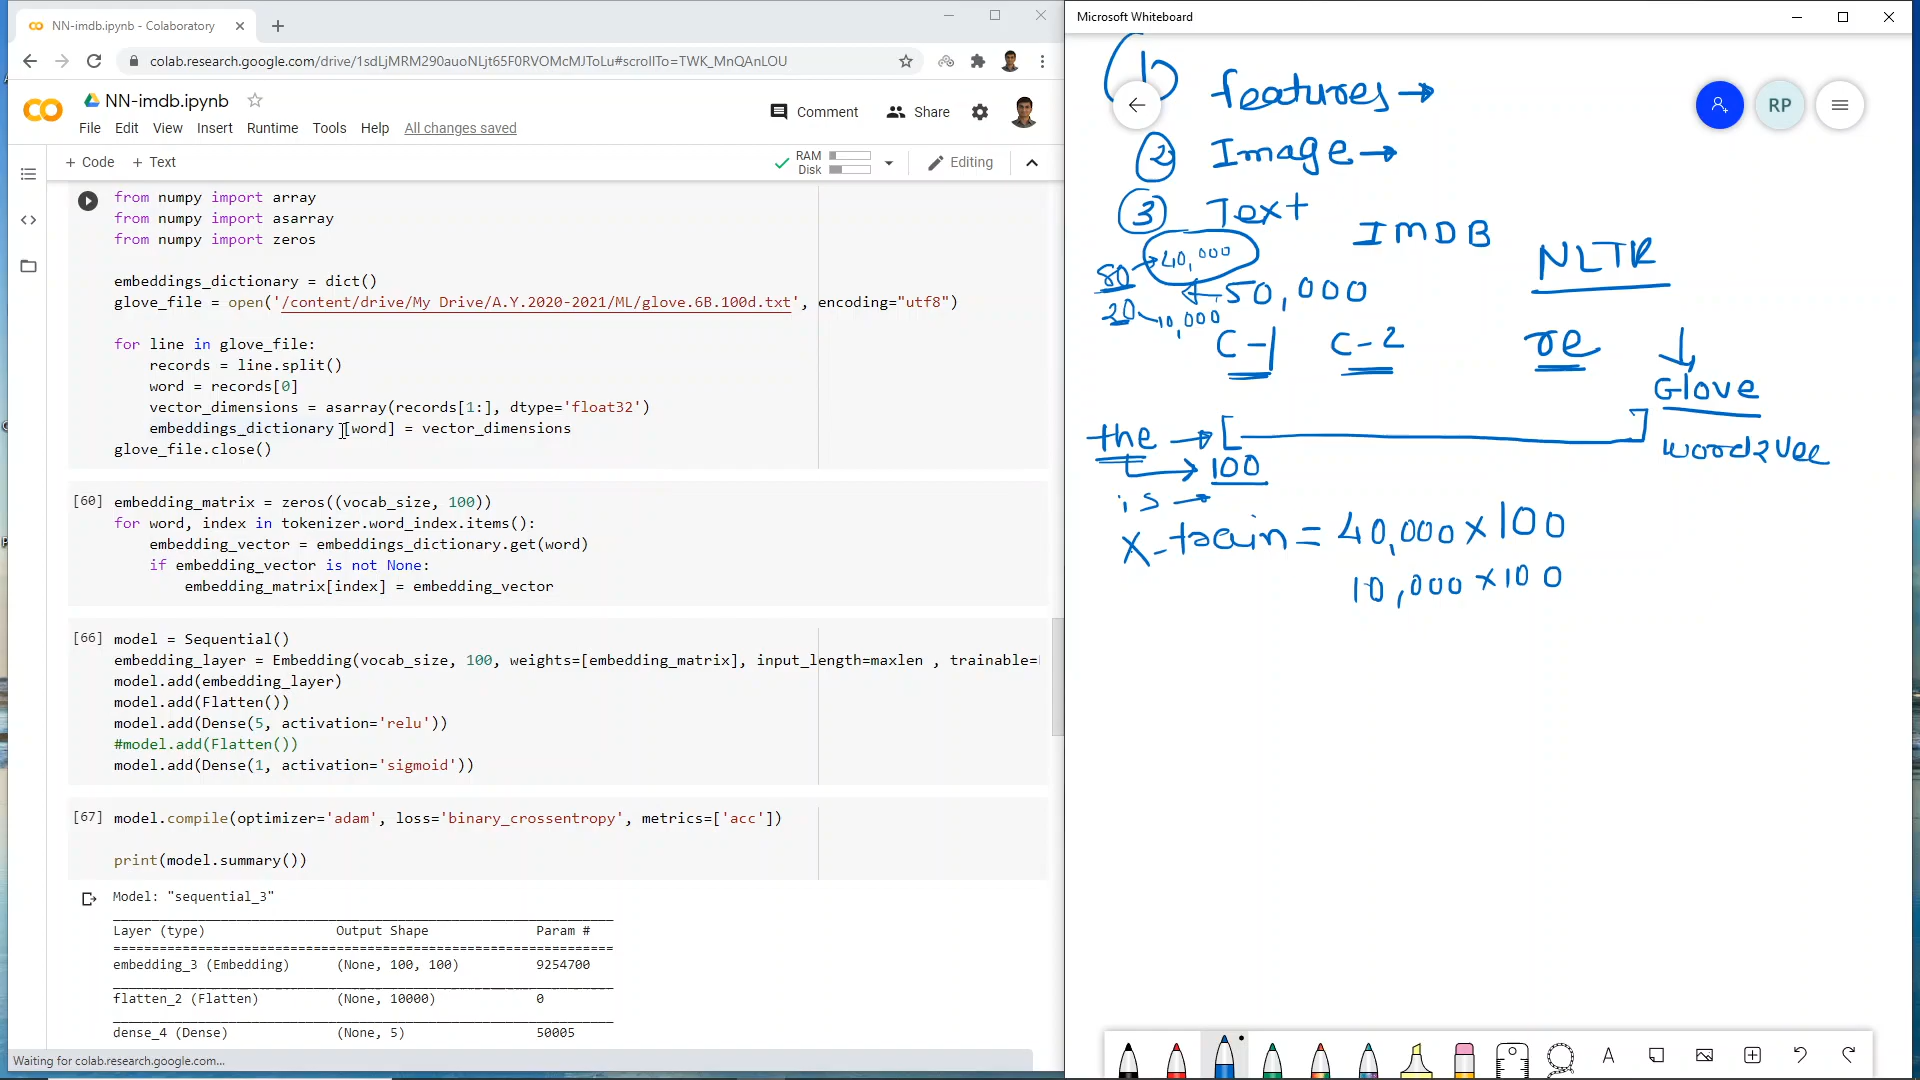 NN-imdb.ipynb - Colaboratory
colab.research.google.com/drive/1sdLjMRM290auoNLjt65F0RVOMcMJToLu#scrollTo=TWK_MnQAnLOU
NN-imdb.ipynb
Comment
Share
File Edit View Insert Runtime Tools Help All changes saved
+ Code + Text
RAM
Disk
Editing
from numpy import array
from numpy import asarray
from numpy import zeros
embeddings_dictionary = dict()
glove_file = open('/content/drive/My Drive/A.Y.2020-2021/ML/glove.6B.100d.txt', encoding="utf8")
for line in glove_file:
records = line.split()
word = records[0]
vector_dimensions = asarray(records[1:], dtype='float32')
embeddings_dictionary [word] = vector_dimensions
glove_file.close()
[60] embedding_matrix = zeros((vocab_size, 100))
for word, index in tokenizer.word_index.items():
embedding_vector = embeddings_dictionary.get(word)
if embedding_vector is not None:
embedding_matrix[index] = embedding_vector
[66] model = Sequential()
embedding_layer = Embedding(vocab_size, 100, weights=[embedding_matrix], input_length=maxlen , trainable=
model.add(embedding_layer)
model.add(Flatten())
model.add(Dense(5, activation='relu'))
#model.add(Flatten())
model.add(Dense(1, activation='sigmoid'))
[67] model.compile(optimizer='adam', loss='binary_crossentropy', metrics=['acc'])
print(model.summary())
Model: "sequential_3"
Layer (type) Output Shape Param #
embedding_3 (Embedding) (None, 100, 100) 9254700
flatten_2 (Flatten) (None, 10000) 0
dense_4 (Dense) (None, 5) 50005
Waiting for colab.research.google.com...
Microsoft Whiteboard
RP
1 features →
2 Image →
3 Text
IMDB
NLTK
80 → 40,000
← 50,000
20 10,000
C-1 C-2 re
↓
Glove
the → [ ]
word2Vec
→ 100
is →
X-train = 40,000 × 100
10,000 × 100